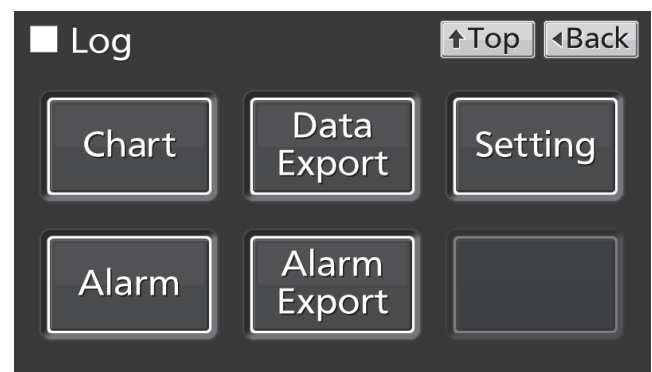 Log
↑Top
◂Back
Chart
Data
Export
Setting
Alarm
Alarm
Export